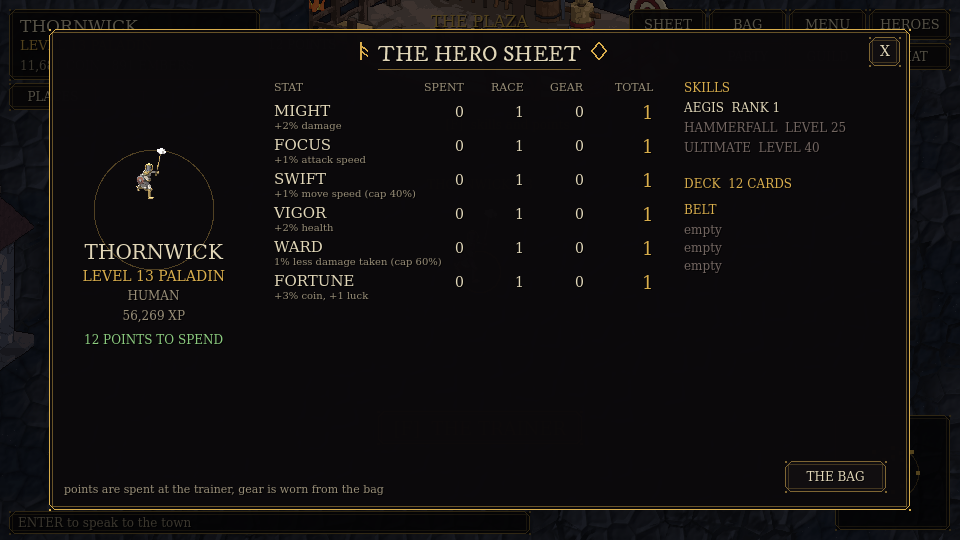 THORNWICK
THE PLAZA
SHEET
BAG
MENU
HEROES
THE HERO SHEET
X
STAT SPENT RACE GEAR TOTAL
MIGHT 0 1 0 1
+2% damage
FOCUS 0 1 0 1
+1% attack speed
SWIFT 0 1 0 1
+1% move speed (cap 40%)
VIGOR 0 1 0 1
+2% health
WARD 0 1 0 1
1% less damage taken (cap 60%)
FORTUNE 0 1 0 1
+3% coin, +1 luck
SKILLS
AEGIS RANK 1
HAMMERFALL LEVEL 25
ULTIMATE LEVEL 40
DECK 12 CARDS
BELT
empty
empty
empty
THORNWICK
LEVEL 13 PALADIN
HUMAN
56,269 XP
12 POINTS TO SPEND
THE BAG
points are spent at the trainer, gear is worn from the bag
ENTER to speak to the town